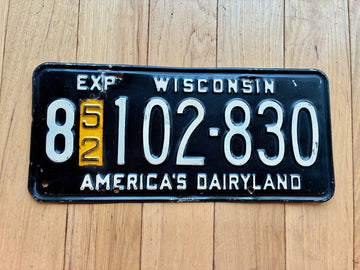 EXP WISCONSIN
8 52 102-830
AMERICA'S DAIRYLAND